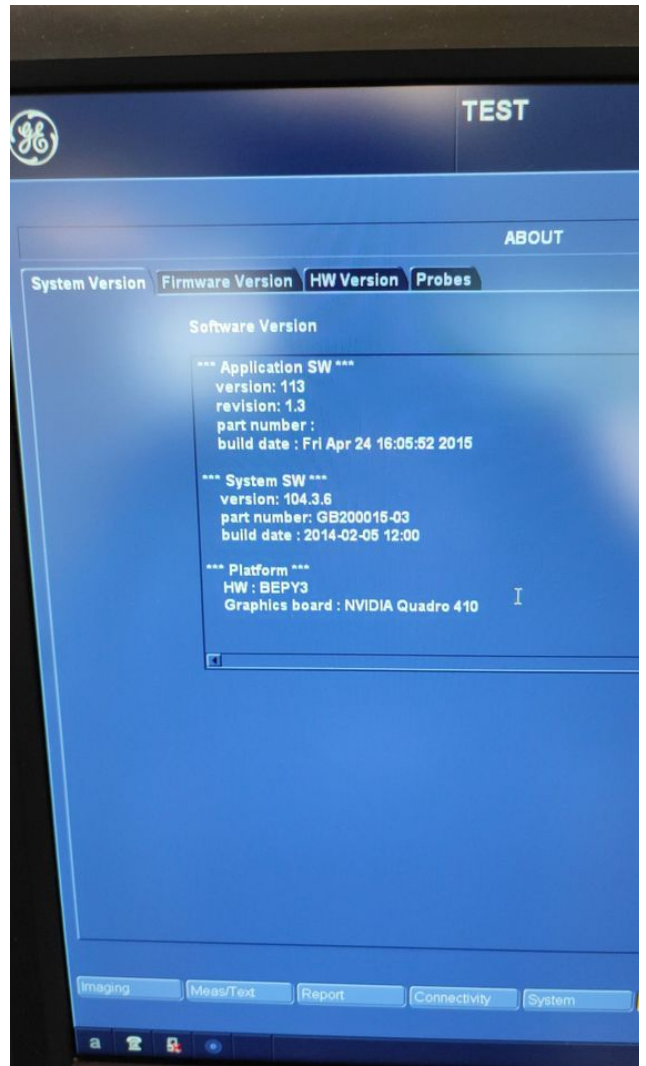 TEST
ABOUT
System Version Firmware Version HW Version Probes
Software Version
*** Application SW ***
version: 113
revision: 1.3
part number :
build date : Fri Apr 24 16:05:52 2015
*** System SW ***
version: 104.3.6
part number: GB200015-03
build date : 2014-02-05 12:00
*** Platform ***
HW : BEPY3
Graphics board : NVIDIA Quadro 410
Imaging Meas/Text Report Connectivity System
a